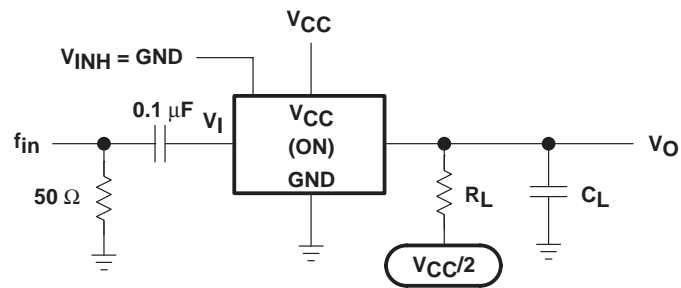 VCC
VINH = GND
0.1 μF
VI
VCC
(ON)
GND
fin
VO
50 Ω
RL
CL
VCC/2